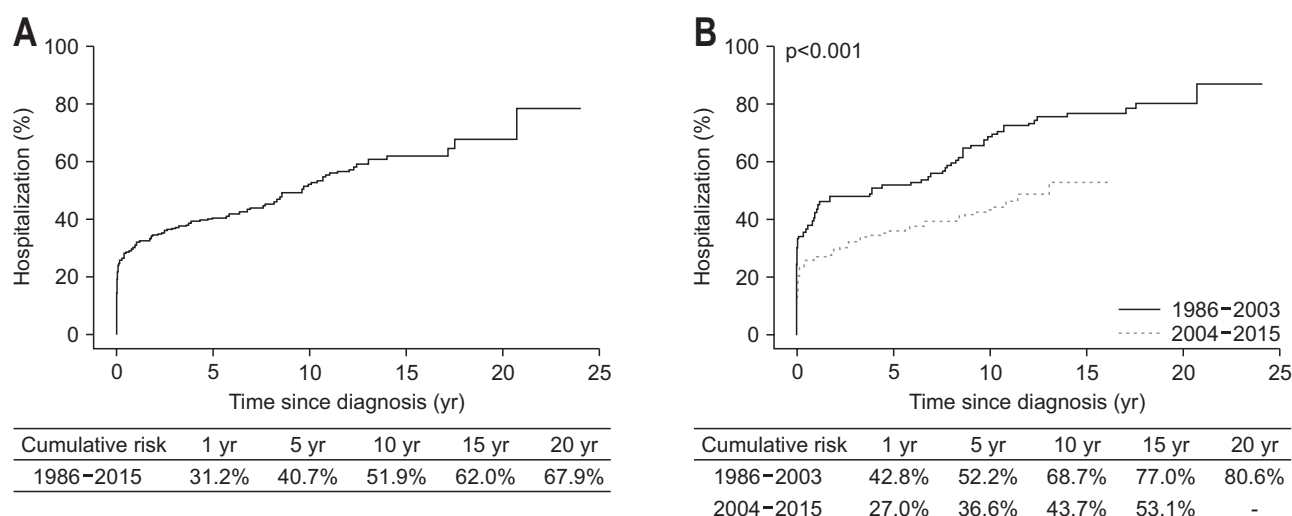 A
100
80
60
40
20
0
Hospitalization (%)
0 5 10 15 20 25
Time since diagnosis (yr)
Cumulative risk 1 yr 5 yr 10 yr 15 yr 20 yr
1986−2015 31.2% 40.7% 51.9% 62.0% 67.9%
B
p<0.001
100
80
60
40
20
0
Hospitalization (%)
1986−2003
2004−2015
0 5 10 15 20 25
Time since diagnosis (yr)
Cumulative risk 1 yr 5 yr 10 yr 15 yr 20 yr
1986−2003 42.8% 52.2% 68.7% 77.0% 80.6%
2004−2015 27.0% 36.6% 43.7% 53.1% -